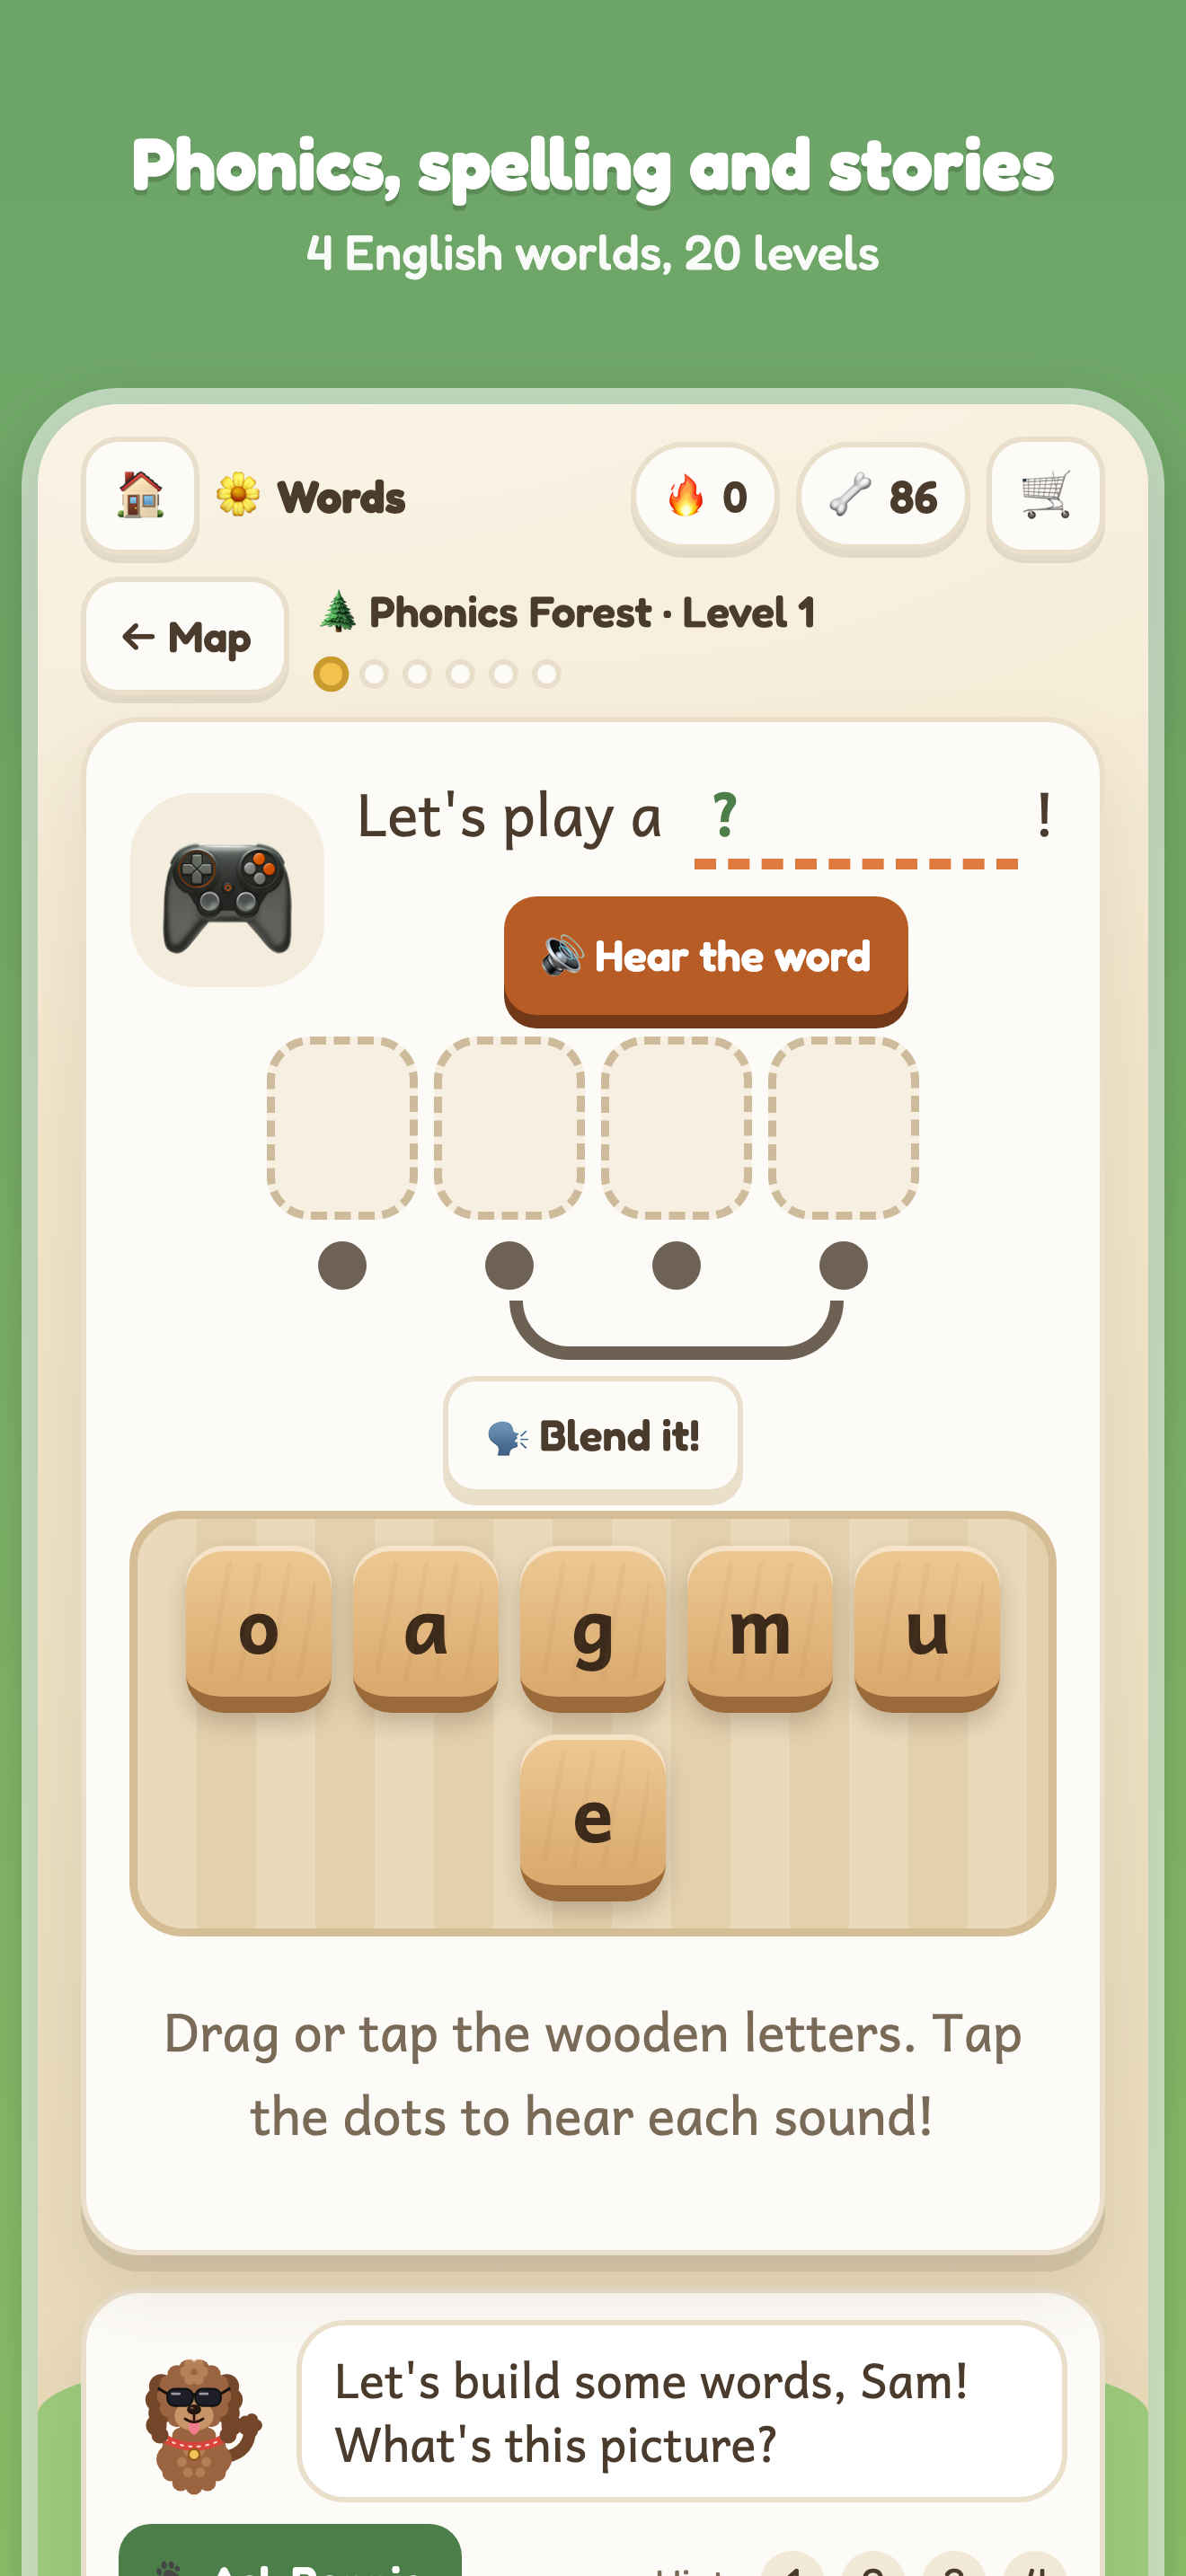 Phonics, spelling and stories
4 English worlds, 20 levels
Words
0
86
← Map
Phonics Forest · Level 1
Let's play a ? !
Hear the word
Blend it!
o a g m u
e
Drag or tap the wooden letters. Tap
the dots to hear each sound!
Let's build some words, Sam!
What's this picture?